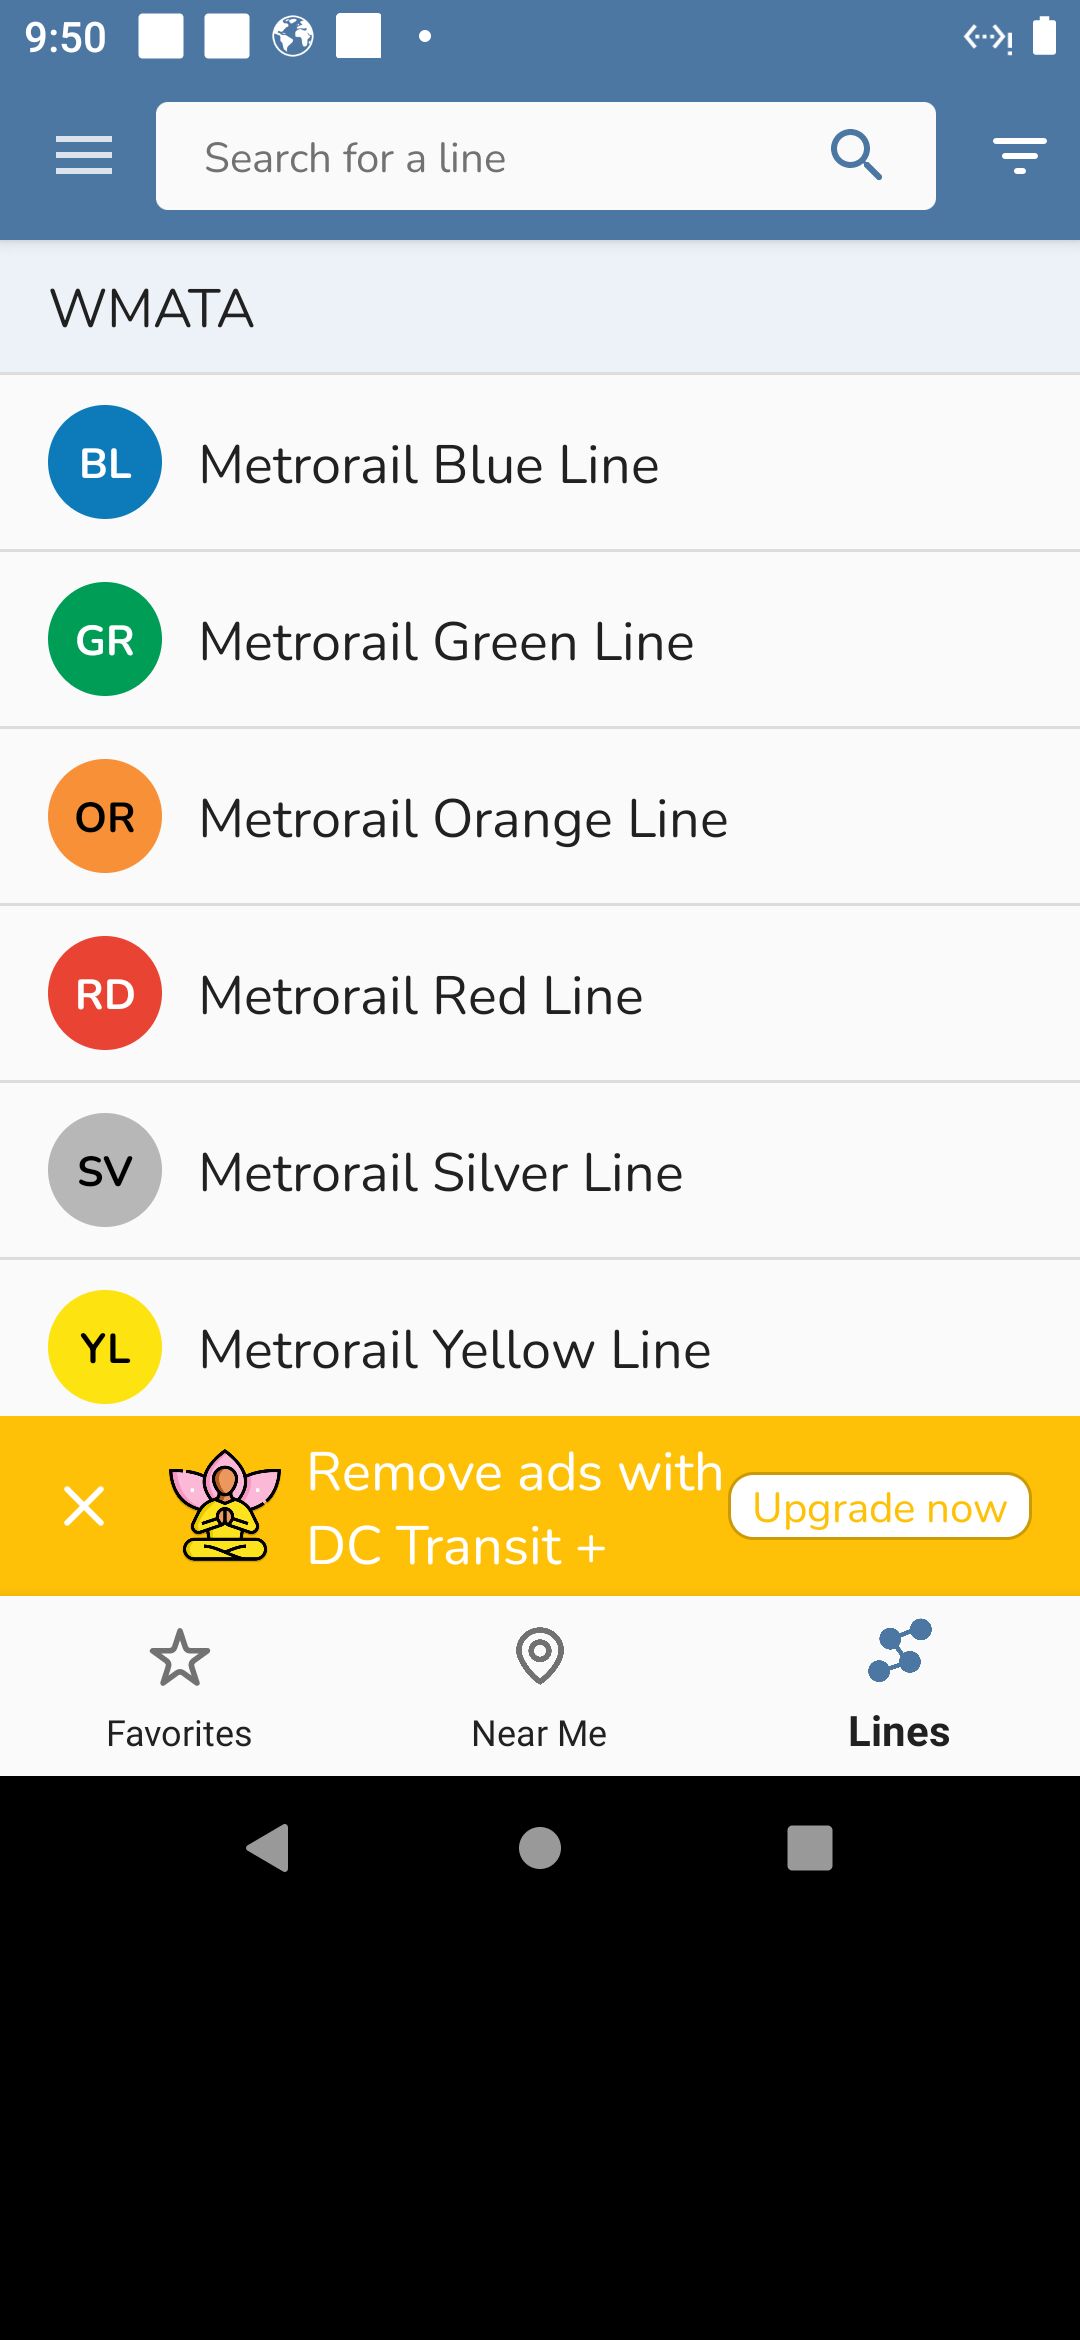 9:50
Search for a line
WMATA
BL Metrorail Blue Line
GR Metrorail Green Line
OR Metrorail Orange Line
RD Metrorail Red Line
SV Metrorail Silver Line
YL Metrorail Yellow Line
Remove ads with
DC Transit +
Upgrade now
Favorites
Near Me
Lines